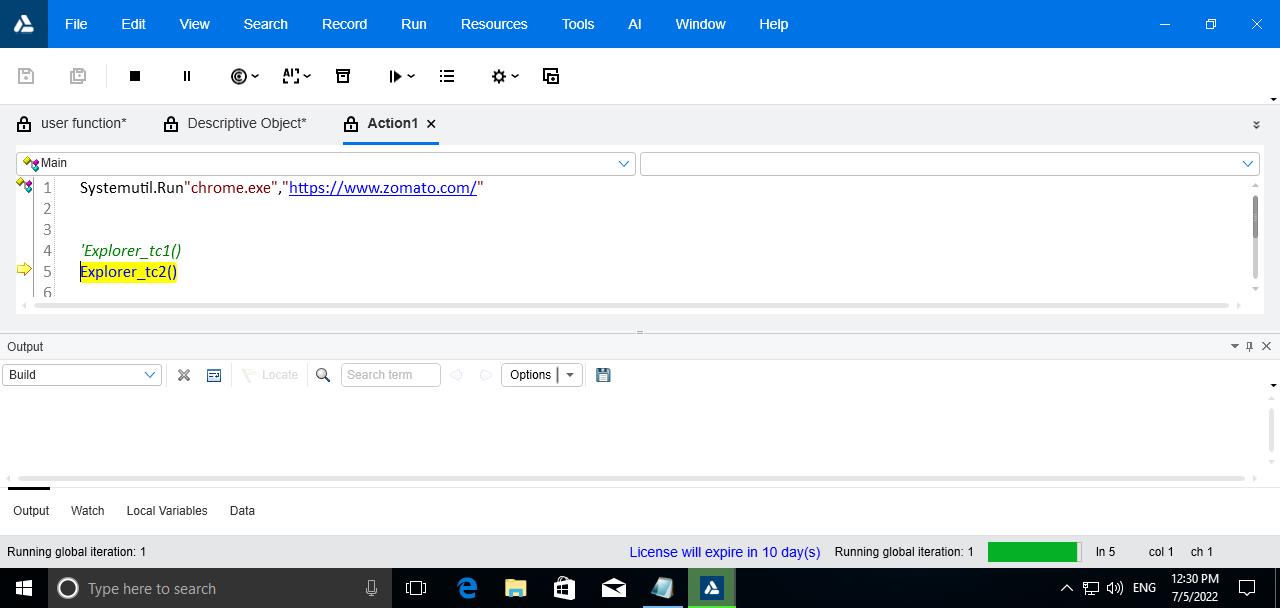 File Edit View Search Record Run Resources Tools AI Window Help
user function* Descriptive Object* Action1
Main
1 Systemutil.Run"chrome.exe","https://www.zomato.com/"
2
3
4 'Explorer_tc1()
5 Explorer_tc2()
6
Output
Build Locate Search term Options
Output Watch Local Variables Data
Running global iteration: 1 License will expire in 10 day(s) Running global iteration: 1 ln 5 col 1 ch 1
Type here to search ENG 12:30 PM
7/5/2022